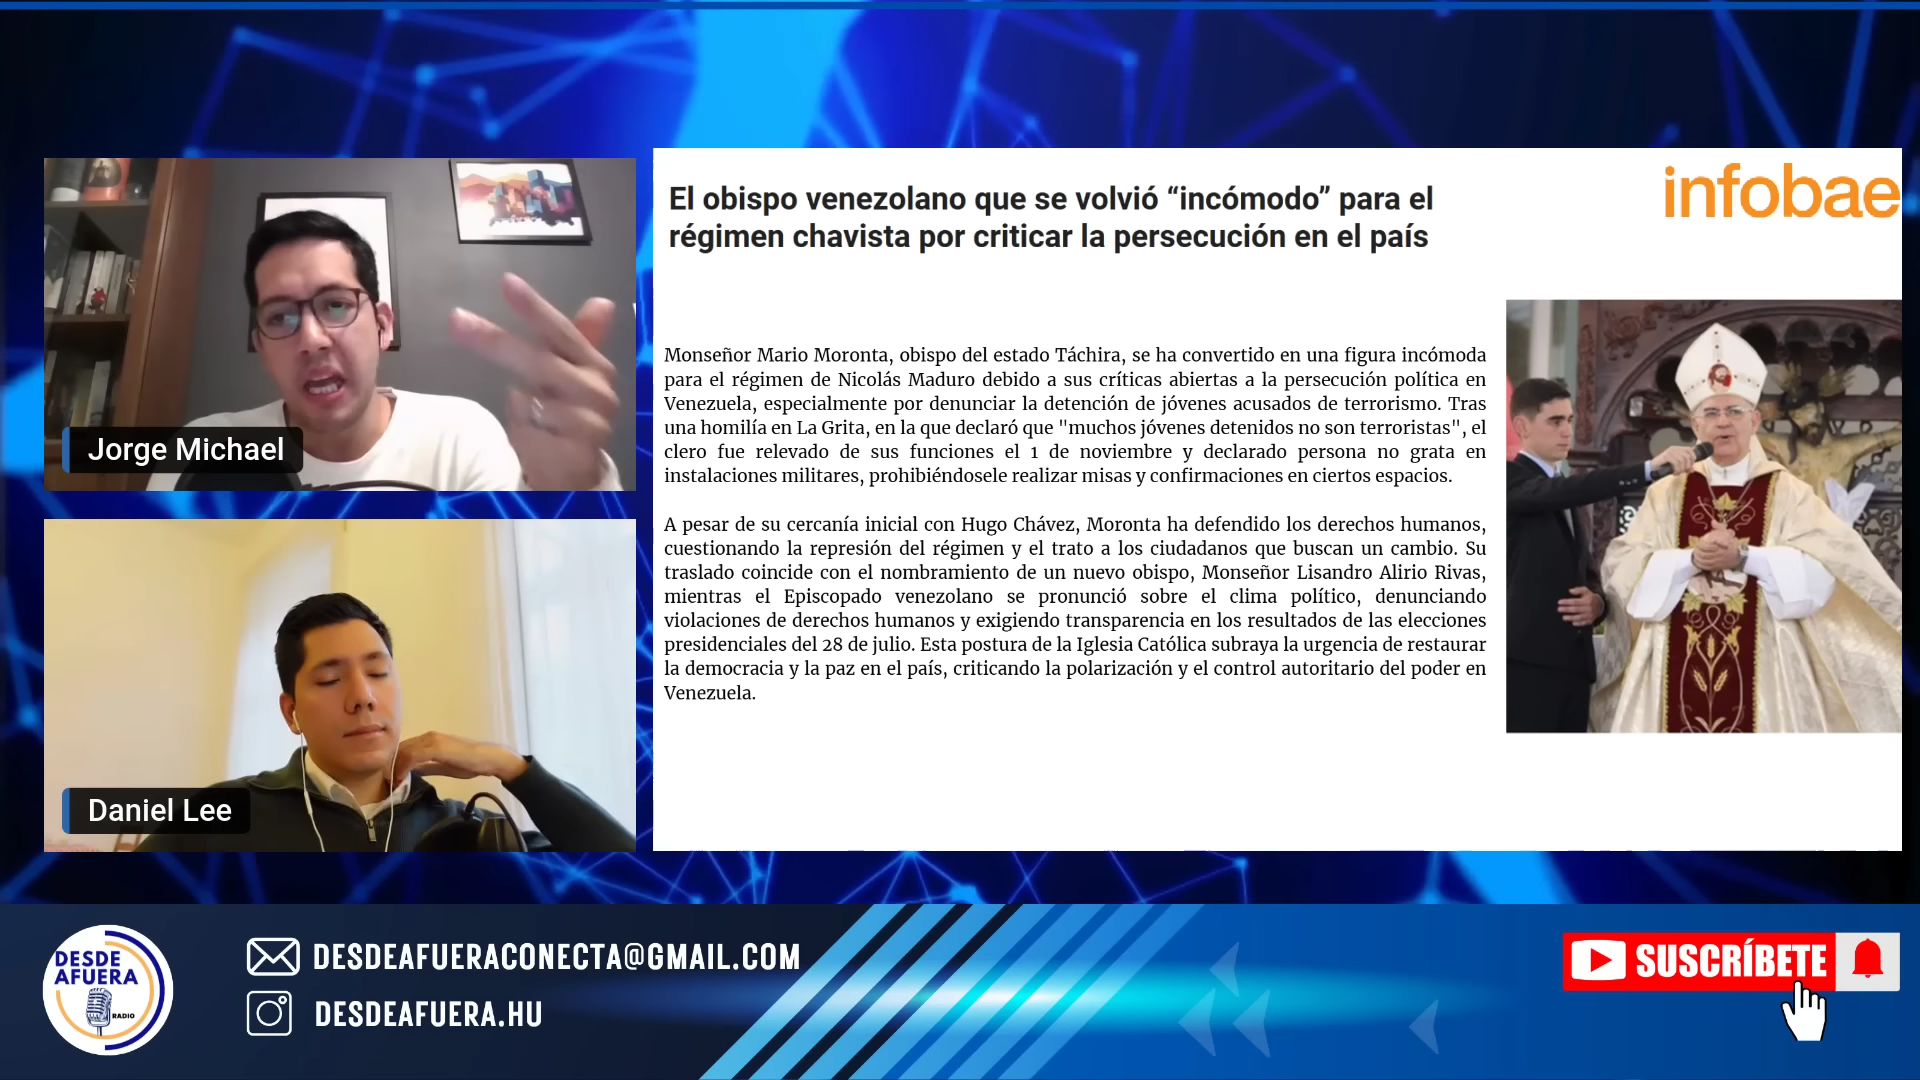 El obispo venezolano que se volvió “incómodo” para el
régimen chavista por criticar la persecución en el país
infobae
Monseñor Mario Moronta, obispo del estado Táchira, se ha convertido en una figura incómoda
para el régimen de Nicolás Maduro debido a sus críticas abiertas a la persecución política en
Venezuela, especialmente por denunciar la detención de jóvenes acusados de terrorismo. Tras
una homilía en La Grita, en la que declaró que "muchos jóvenes detenidos no son terroristas", el
clero fue relevado de sus funciones el 1 de noviembre y declarado persona no grata en
instalaciones militares, prohibiéndosele realizar misas y confirmaciones en ciertos espacios.
A pesar de su cercanía inicial con Hugo Chávez, Moronta ha defendido los derechos humanos,
cuestionando la represión del régimen y el trato a los ciudadanos que buscan un cambio. Su
traslado coincide con el nombramiento de un nuevo obispo, Monseñor Lisandro Alirio Rivas,
mientras el Episcopado venezolano se pronunció sobre el clima político, denunciando
violaciones de derechos humanos y exigiendo transparencia en los resultados de las elecciones
presidenciales del 28 de julio. Esta postura de la Iglesia Católica subraya la urgencia de restaurar
la democracia y la paz en el país, criticando la polarización y el control autoritario del poder en
Venezuela.
Jorge Michael
Daniel Lee
DESDE
AFUERA
RADIO
DESDEAFUERACONECTA@GMAIL.COM
DESDEAFUERA.HU
SUSCRÍBETE